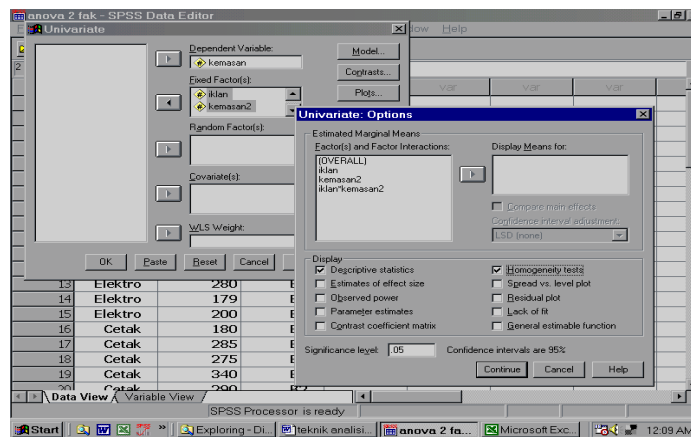 anova 2 fak - SPSS Data Editor
Univariate
Help
Dependent Variable:
kemasan
Fixed Factor(s):
iklan
kemasan2
Random Factor(s):
Covariate(s):
WLS Weight:
Model...
Contrasts...
Plots...
OK
Paste
Reset
Cancel
var
var
var
Univariate: Options
Estimated Marginal Means
Factor(s) and Factor Interactions:
(OVERALL)
iklan
kemasan2
iklan*kemasan2
Display Means for:
Compare main effects
Confidence interval adjustment:
LSD (none)
Display
Descriptive statistics
Homogeneity tests
Estimates of effect size
Spread vs. level plot
Observed power
Residual plot
Parameter estimates
Lack of fit
Contrast coefficient matrix
General estimable function
Significance level: .05 Confidence intervals are 95%
Continue
Cancel
Help
13 Elektro 280
14 Elektro 179
15 Elektro 200
16 Cetak 180
17 Cetak 285
18 Cetak 275
19 Cetak 340
20 Cetak 290
Data View Variable View
SPSS Processor is ready
Start
Exploring - Di...
teknik analisi...
anova 2 fa...
Microsoft Exc...
12:09 AM